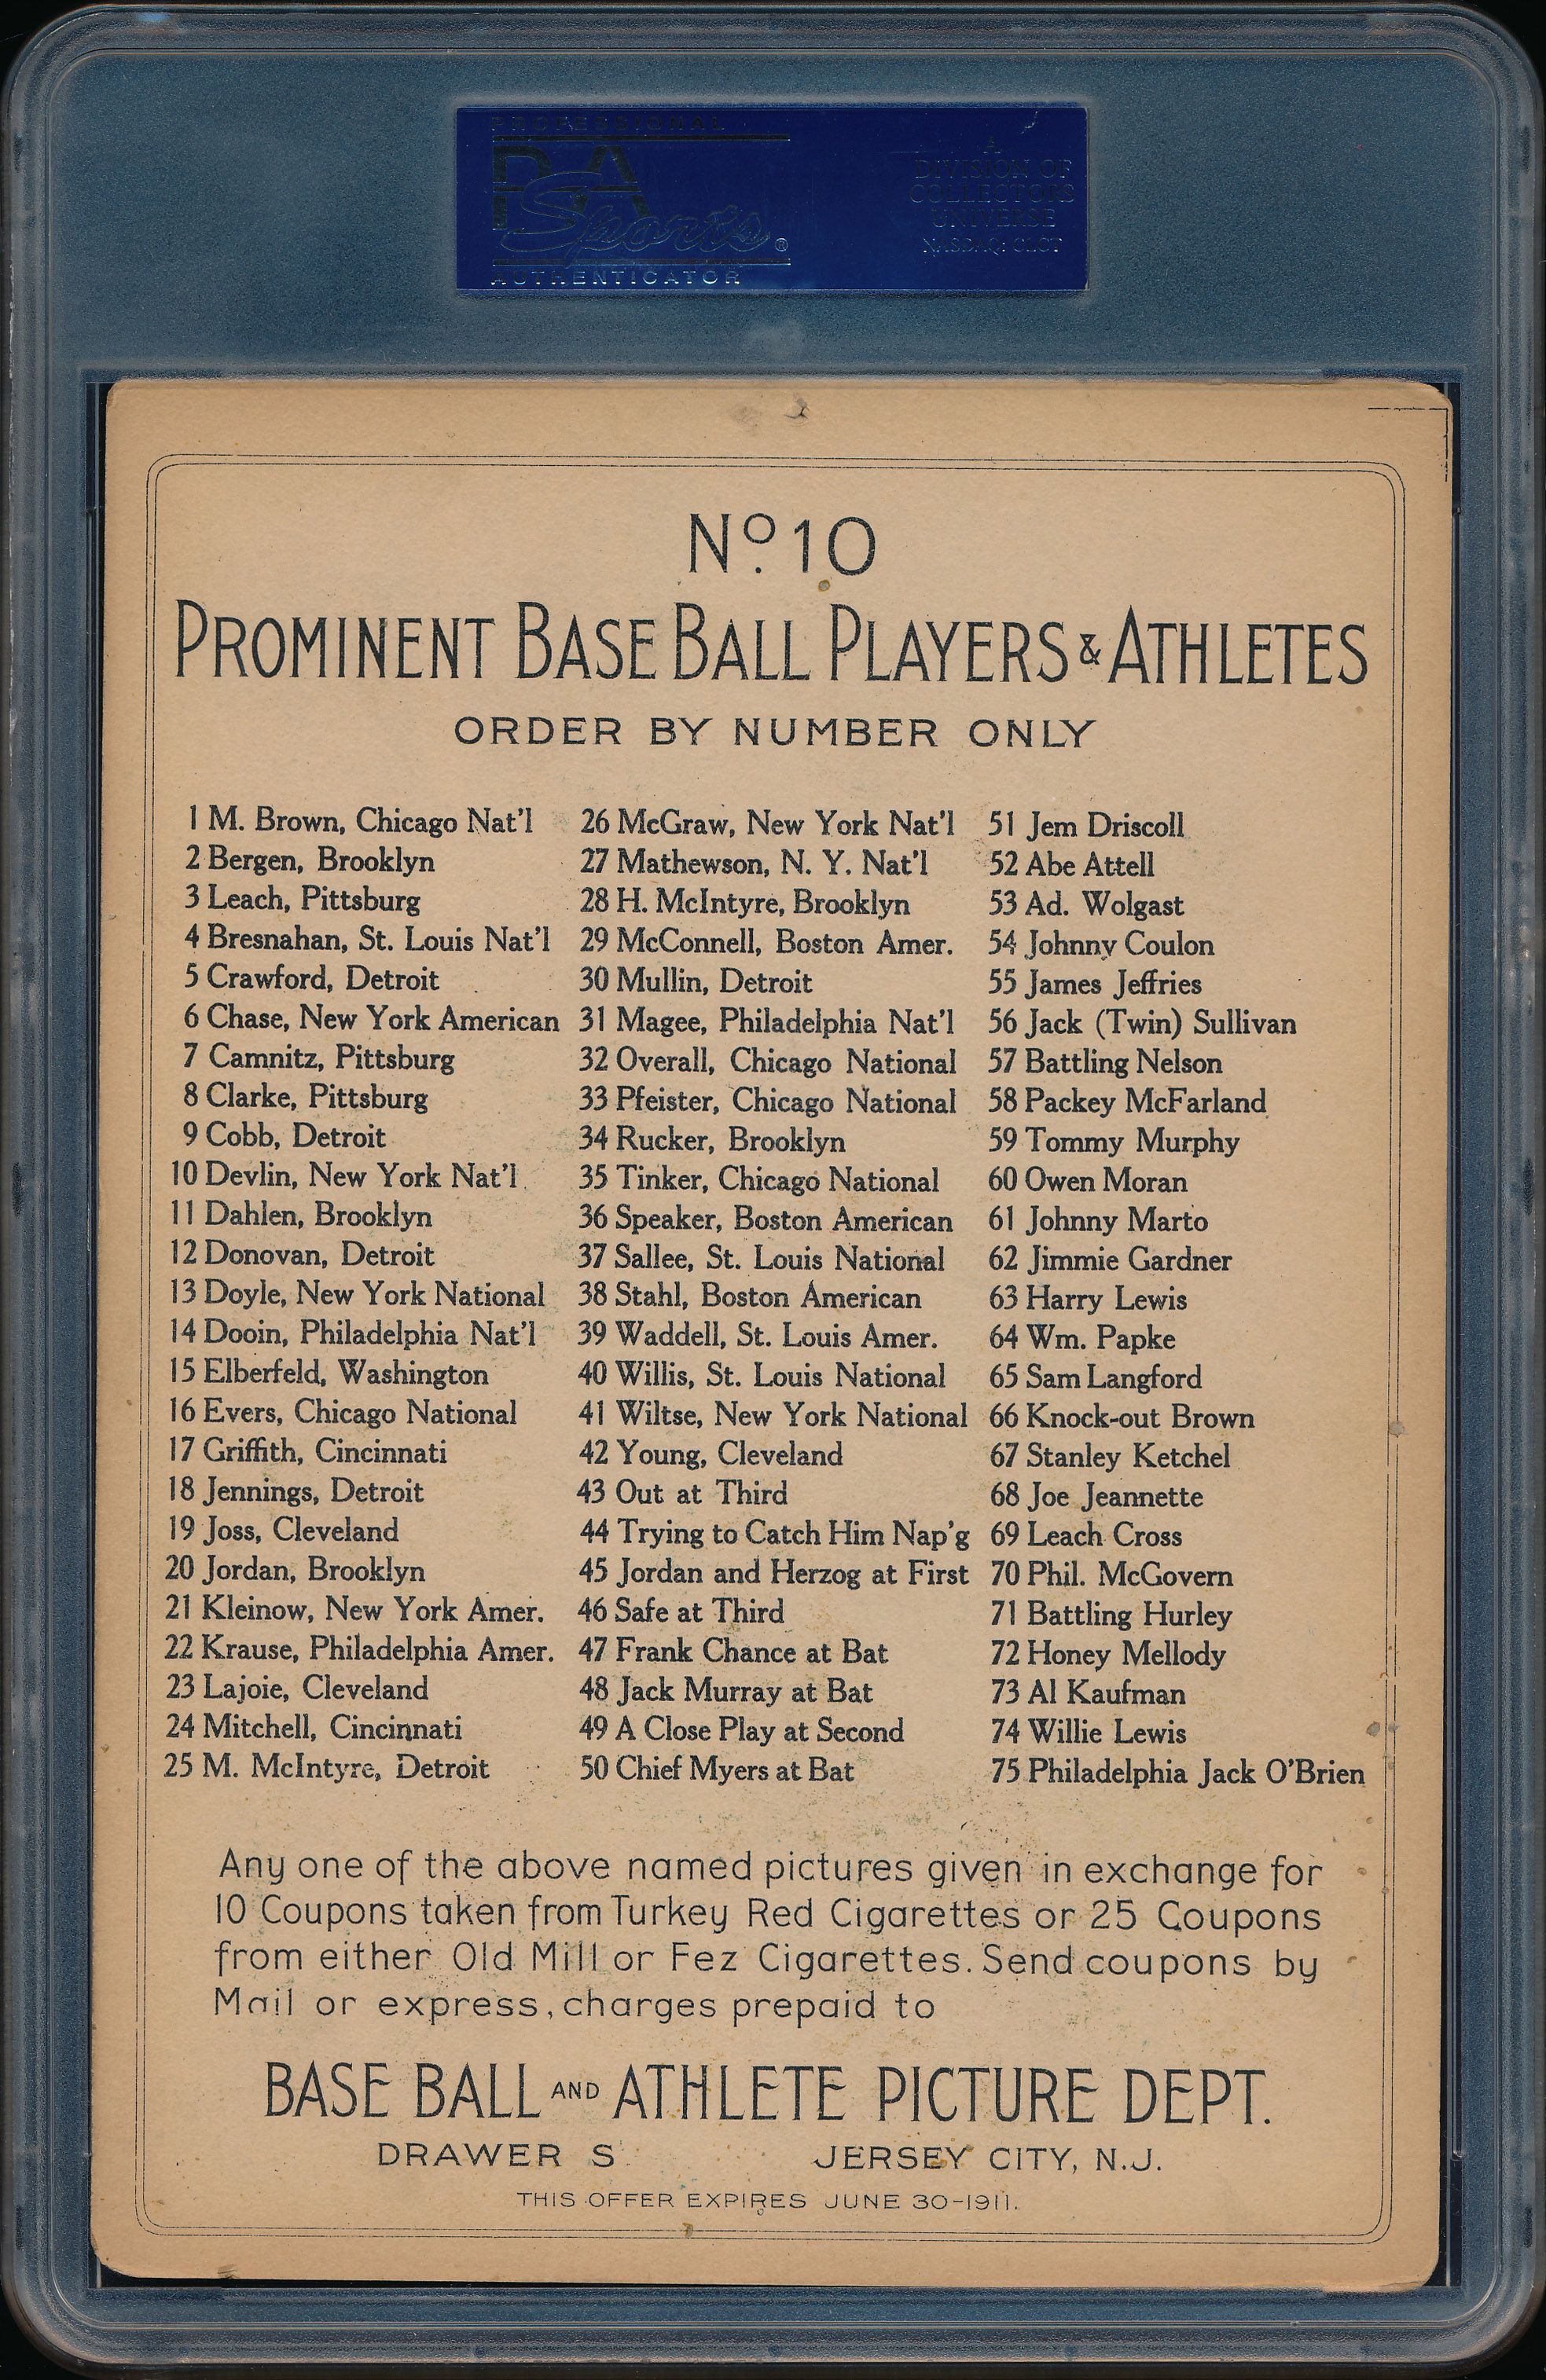 PROFESSIONAL
PSA
Sports®
AUTHENTICATOR
A
DIVISION OF
COLLECTORS
UNIVERSE
NASDAQ: CLCT
No. 10
PROMINENT BASE BALL PLAYERS & ATHLETES
ORDER BY NUMBER ONLY
1 M. Brown, Chicago Nat'l
2 Bergen, Brooklyn
3 Leach, Pittsburg
4 Bresnahan, St. Louis Nat'l
5 Crawford, Detroit
6 Chase, New York American
7 Camnitz, Pittsburg
8 Clarke, Pittsburg
9 Cobb, Detroit
10 Devlin, New York Nat'l
11 Dahlen, Brooklyn
12 Donovan, Detroit
13 Doyle, New York National
14 Dooin, Philadelphia Nat'l
15 Elberfeld, Washington
16 Evers, Chicago National
17 Griffith, Cincinnati
18 Jennings, Detroit
19 Joss, Cleveland
20 Jordan, Brooklyn
21 Kleinow, New York Amer.
22 Krause, Philadelphia Amer.
23 Lajoie, Cleveland
24 Mitchell, Cincinnati
25 M. McIntyre, Detroit
26 McGraw, New York Nat'l
27 Mathewson, N. Y. Nat'l
28 H. McIntyre, Brooklyn
29 McConnell, Boston Amer.
30 Mullin, Detroit
31 Magee, Philadelphia Nat'l
32 Overall, Chicago National
33 Pfeister, Chicago National
34 Rucker, Brooklyn
35 Tinker, Chicago National
36 Speaker, Boston American
37 Sallee, St. Louis National
38 Stahl, Boston American
39 Waddell, St. Louis Amer.
40 Willis, St. Louis National
41 Wiltse, New York National
42 Young, Cleveland
43 Out at Third
44 Trying to Catch Him Nap'g
45 Jordan and Herzog at First
46 Safe at Third
47 Frank Chance at Bat
48 Jack Murray at Bat
49 A Close Play at Second
50 Chief Myers at Bat
51 Jem Driscoll
52 Abe Attell
53 Ad. Wolgast
54 Johnny Coulon
55 James Jeffries
56 Jack (Twin) Sullivan
57 Battling Nelson
58 Packey McFarland
59 Tommy Murphy
60 Owen Moran
61 Johnny Marto
62 Jimmie Gardner
63 Harry Lewis
64 Wm. Papke
65 Sam Langford
66 Knock-out Brown
67 Stanley Ketchel
68 Joe Jeannette
69 Leach Cross
70 Phil. McGovern
71 Battling Hurley
72 Honey Mellody
73 Al Kaufman
74 Willie Lewis
75 Philadelphia Jack O'Brien
Any one of the above named pictures given in exchange for
10 Coupons taken from Turkey Red Cigarettes or 25 Coupons
from either Old Mill or Fez Cigarettes. Send coupons by
Mail or express, charges prepaid to
BASE BALL AND ATHLETE PICTURE DEPT.
DRAWER S JERSEY CITY, N.J.
THIS OFFER EXPIRES JUNE 30-1911.